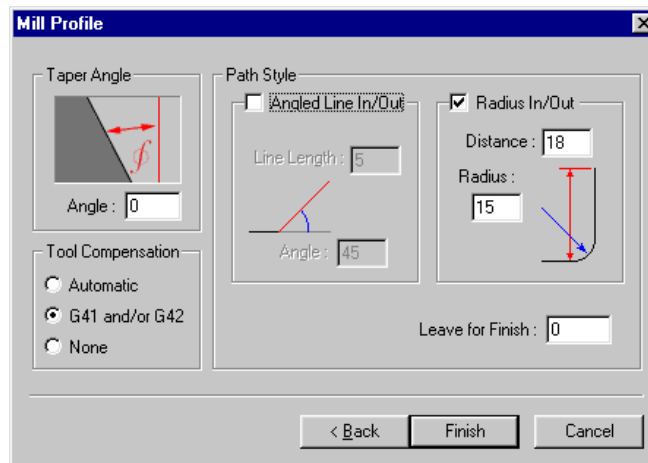 Mill Profile
Taper Angle
Angle : 0
Tool Compensation
Automatic
G41 and/or G42
None
Path Style
Angled Line In/Out
Line Length : 5
Angle : 45
Radius In/Out
Distance : 18
Radius :
15
Leave for Finish : 0
< Back
Finish
Cancel